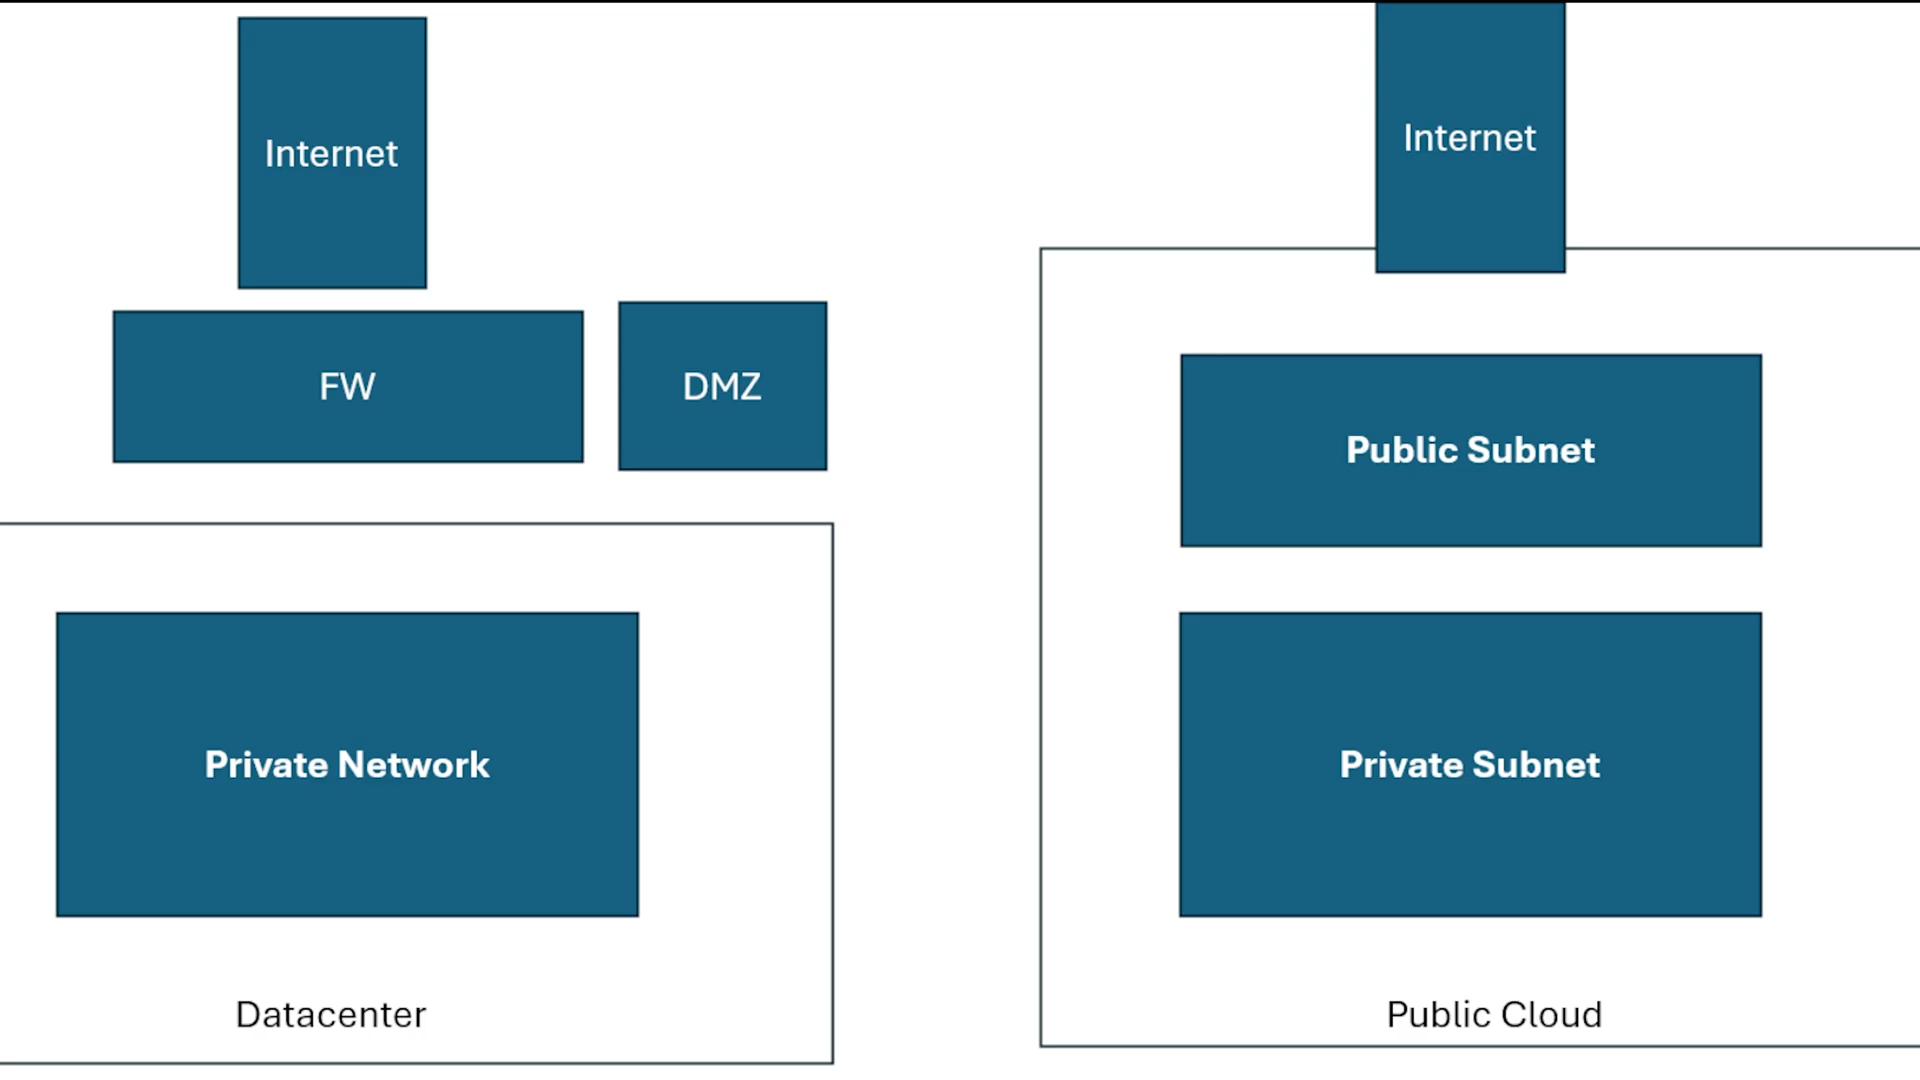 Internet
FW
DMZ
Private Network
Datacenter
Internet
Public Subnet
Private Subnet
Public Cloud